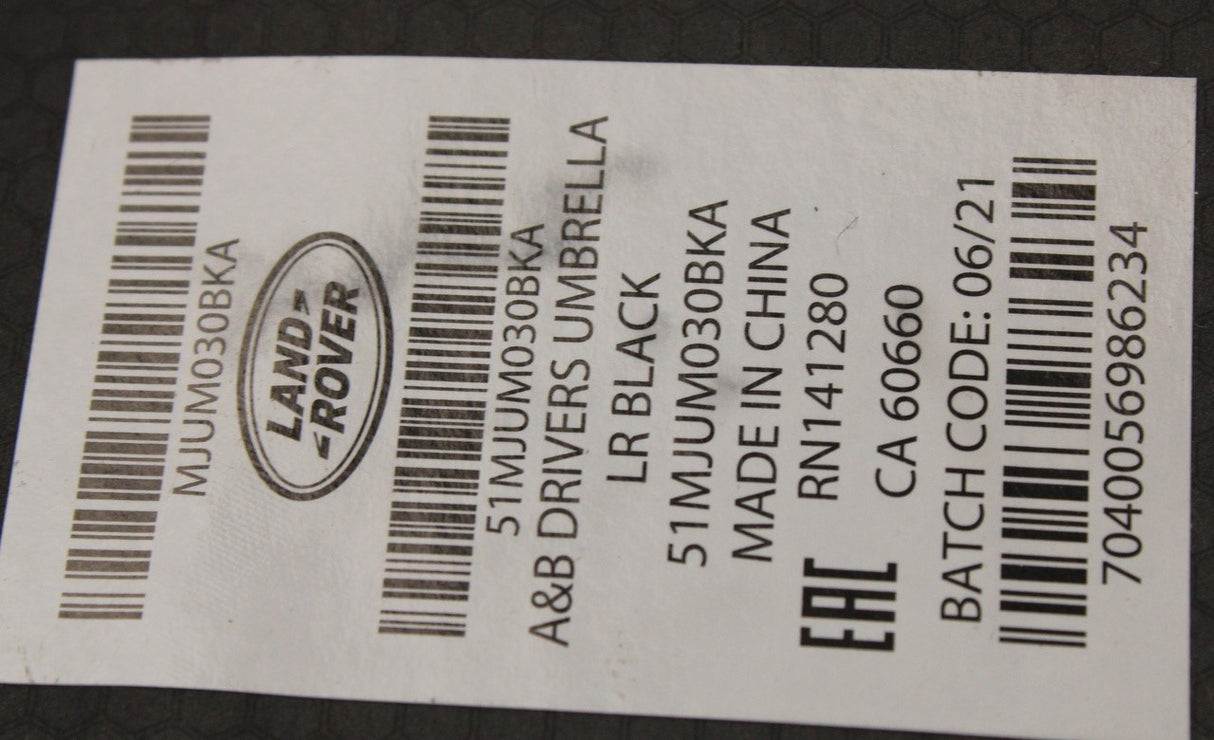 MJUM030BKA
LAND
ROVER
51MJUM030BKA
A&B DRIVERS UMBRELLA
LR BLACK
51MJUM030BKA
MADE IN CHINA
RN141280
EAC
CA 60660
BATCH CODE: 06/21
7040056986234